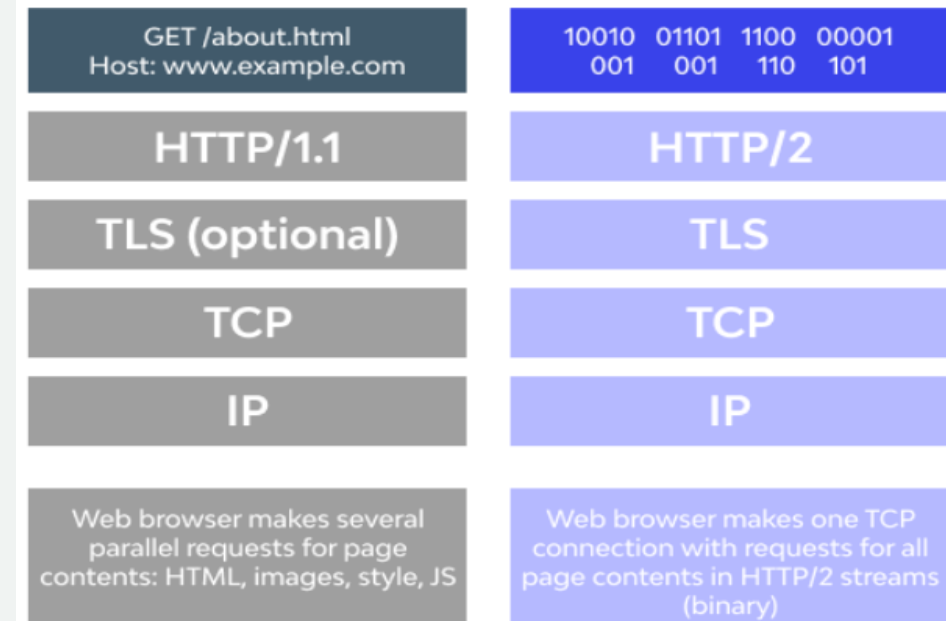 GET /about.html
Host: www.example.com
HTTP/1.1
TLS (optional)
TCP
IP
Web browser makes several
parallel requests for page
contents: HTML, images, style, JS
10010 01101 1100 00001
001 001 110 101
HTTP/2
TLS
TCP
IP
Web browser makes one TCP
connection with requests for all
page contents in HTTP/2 streams
(binary)